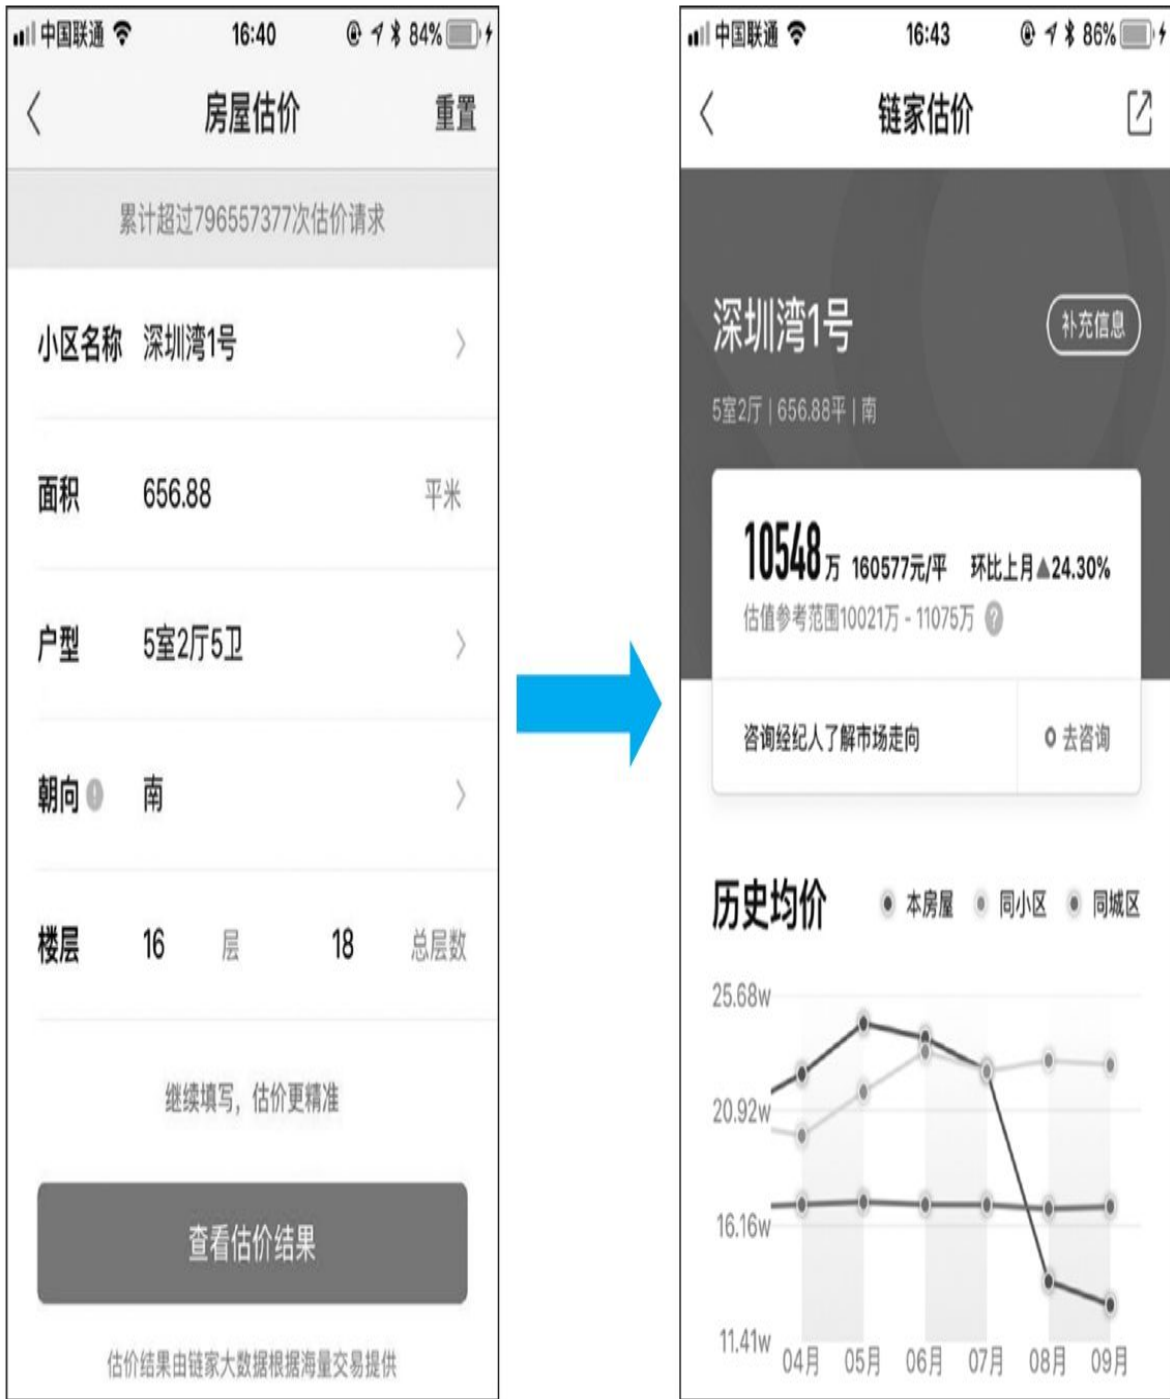 中国联通 16:40 84%
房屋估价 重置
累计超过796557377次估价请求
小区名称 深圳湾1号
面积 656.88 平米
户型 5室2厅5卫
朝向 南
楼层 16 层 18 总层数
继续填写，估价更精准
查看估价结果
估价结果由链家大数据根据海量交易提供
中国联通 16:43 86%
链家估价
深圳湾1号 补充信息
5室2厅 | 656.88平 | 南
10548万 160577元/平 环比上月▲24.30%
估值参考范围10021万 - 11075万 ?
咨询经纪人了解市场走向 去咨询
历史均价 本房屋 同小区 同城区
25.68w
20.92w
16.16w
11.41w
04月 05月 06月 07月 08月 09月